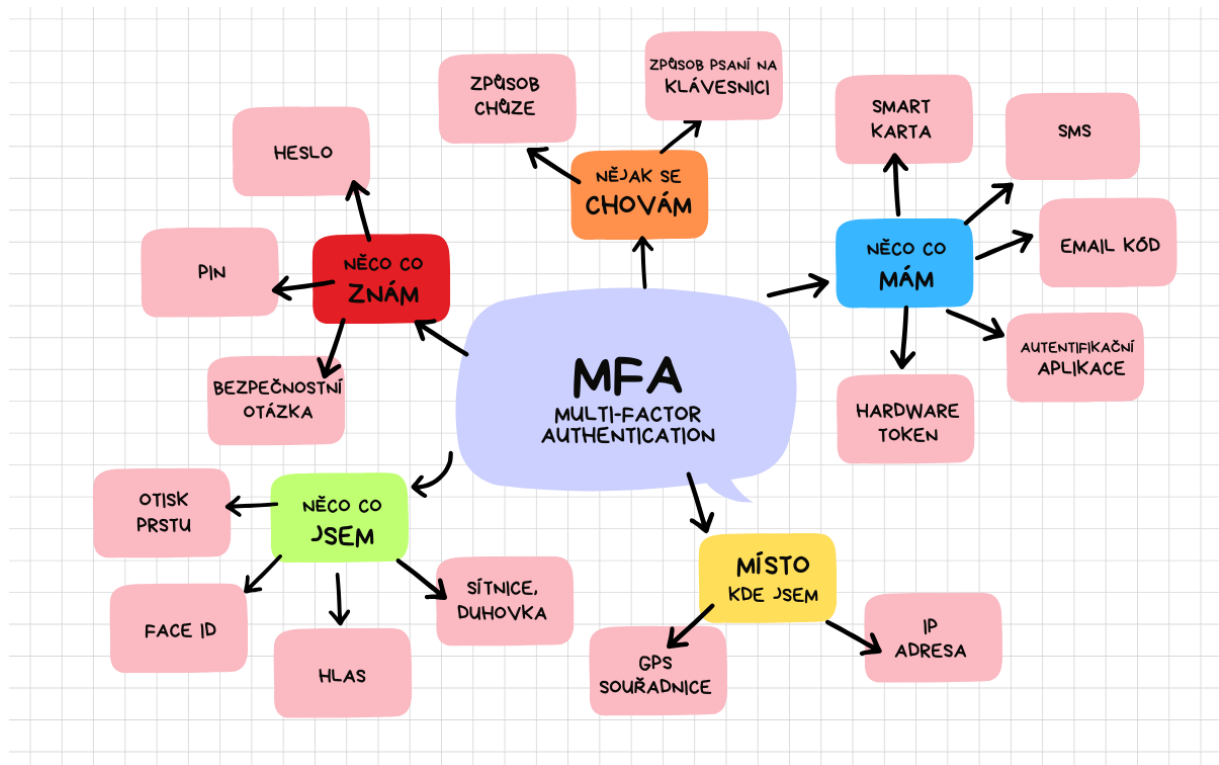 ZPŮSOB
CHŮZE
ZPŮSOB PSANÍ NA
KLÁVESNICI
NĚJAK SE
CHOVÁM
HESLO
PIN
BEZPEČNOSTNÍ
OTÁZKA
NĚCO CO
ZNÁM
SMART
KARTA
SMS
EMAIL KÓD
AUTENTIFIKAČNÍ
APLIKACE
HARDWARE
TOKEN
NĚCO CO
MÁM
MFA
MULTI-FACTOR
AUTHENTICATION
OTISK
PRSTU
NĚCO CO
JSEM
FACE ID
HLAS
SÍTNICE,
DUHOVKA
MÍSTO
KDE JSEM
GPS
SOUŘADNICE
IP
ADRESA